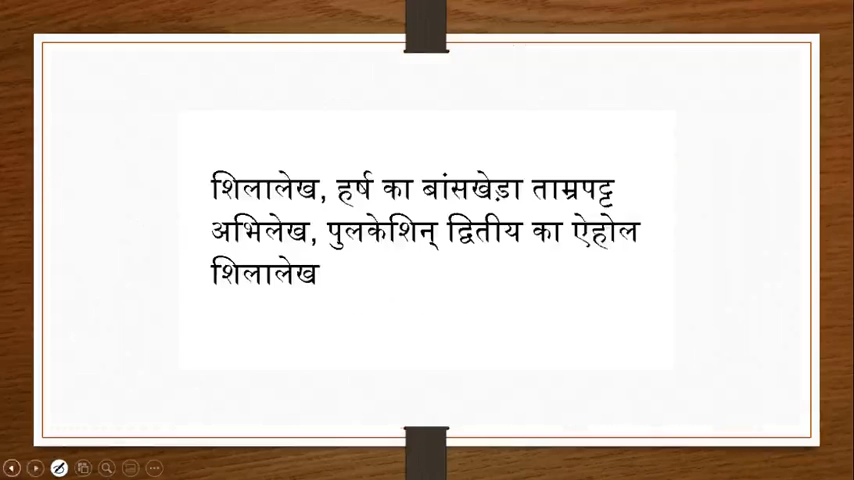 शिलालेख, हर्ष का बांसखेड़ा ताम्रपट्ट
अभिलेख, पुलकेशिन् द्वितीय का ऐहोल
शिलालेख